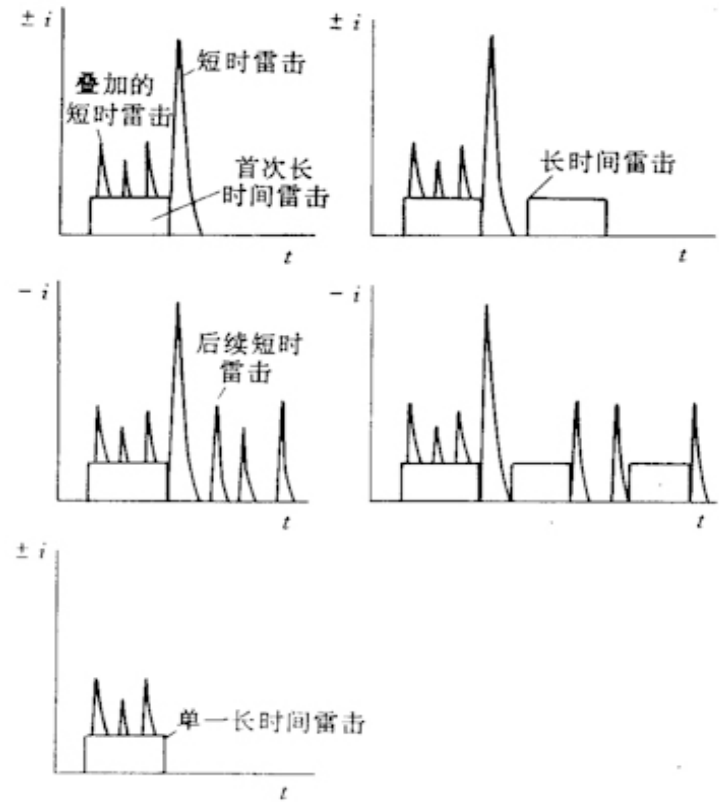 ± i
短时雷击
叠加的
短时雷击
首次长
时间雷击
t
± i
长时间雷击
t
− i
后续短时
雷击
t
− i
t
± i
单一长时间雷击
t